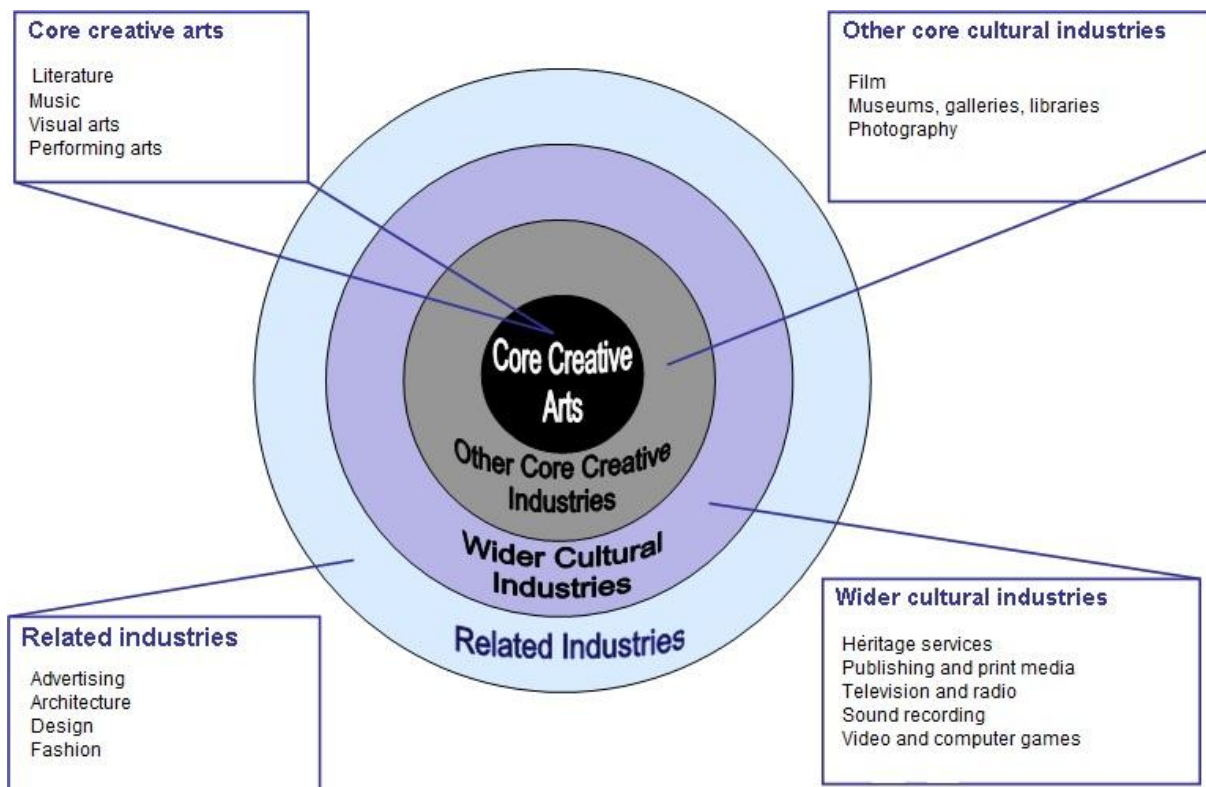 Core creative arts
Literature
Music
Visual arts
Performing arts
Other core cultural industries
Film
Museums, galleries, libraries
Photography
Core Creative
Arts
Other Core Creative
Industries
Wider Cultural
Industries
Related Industries
Related industries
Advertising
Architecture
Design
Fashion
Wider cultural industries
Héritage services
Publishing and print media
Television and radio
Sound recording
Video and computer games